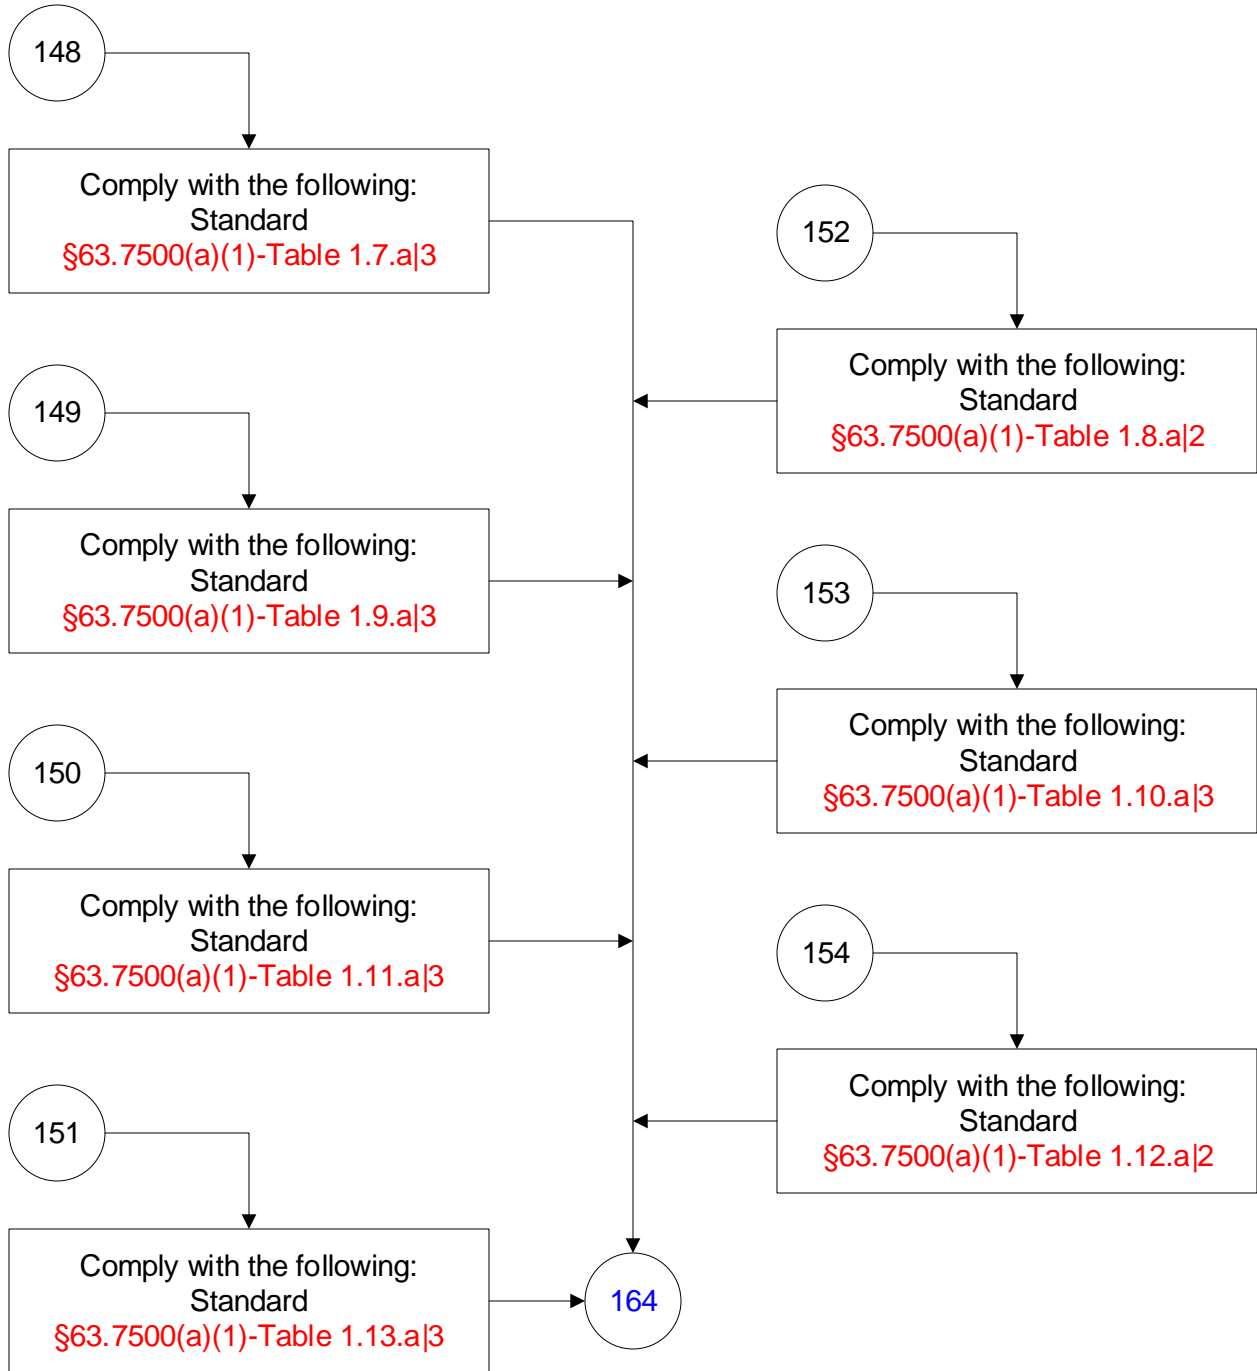 148
Comply with the following:
Standard
§63.7500(a)(1)-Table 1.7.a|3
152
Comply with the following:
Standard
§63.7500(a)(1)-Table 1.8.a|2
149
Comply with the following:
Standard
§63.7500(a)(1)-Table 1.9.a|3
153
Comply with the following:
Standard
§63.7500(a)(1)-Table 1.10.a|3
150
Comply with the following:
Standard
§63.7500(a)(1)-Table 1.11.a|3
154
Comply with the following:
Standard
§63.7500(a)(1)-Table 1.12.a|2
151
Comply with the following:
Standard
§63.7500(a)(1)-Table 1.13.a|3
164